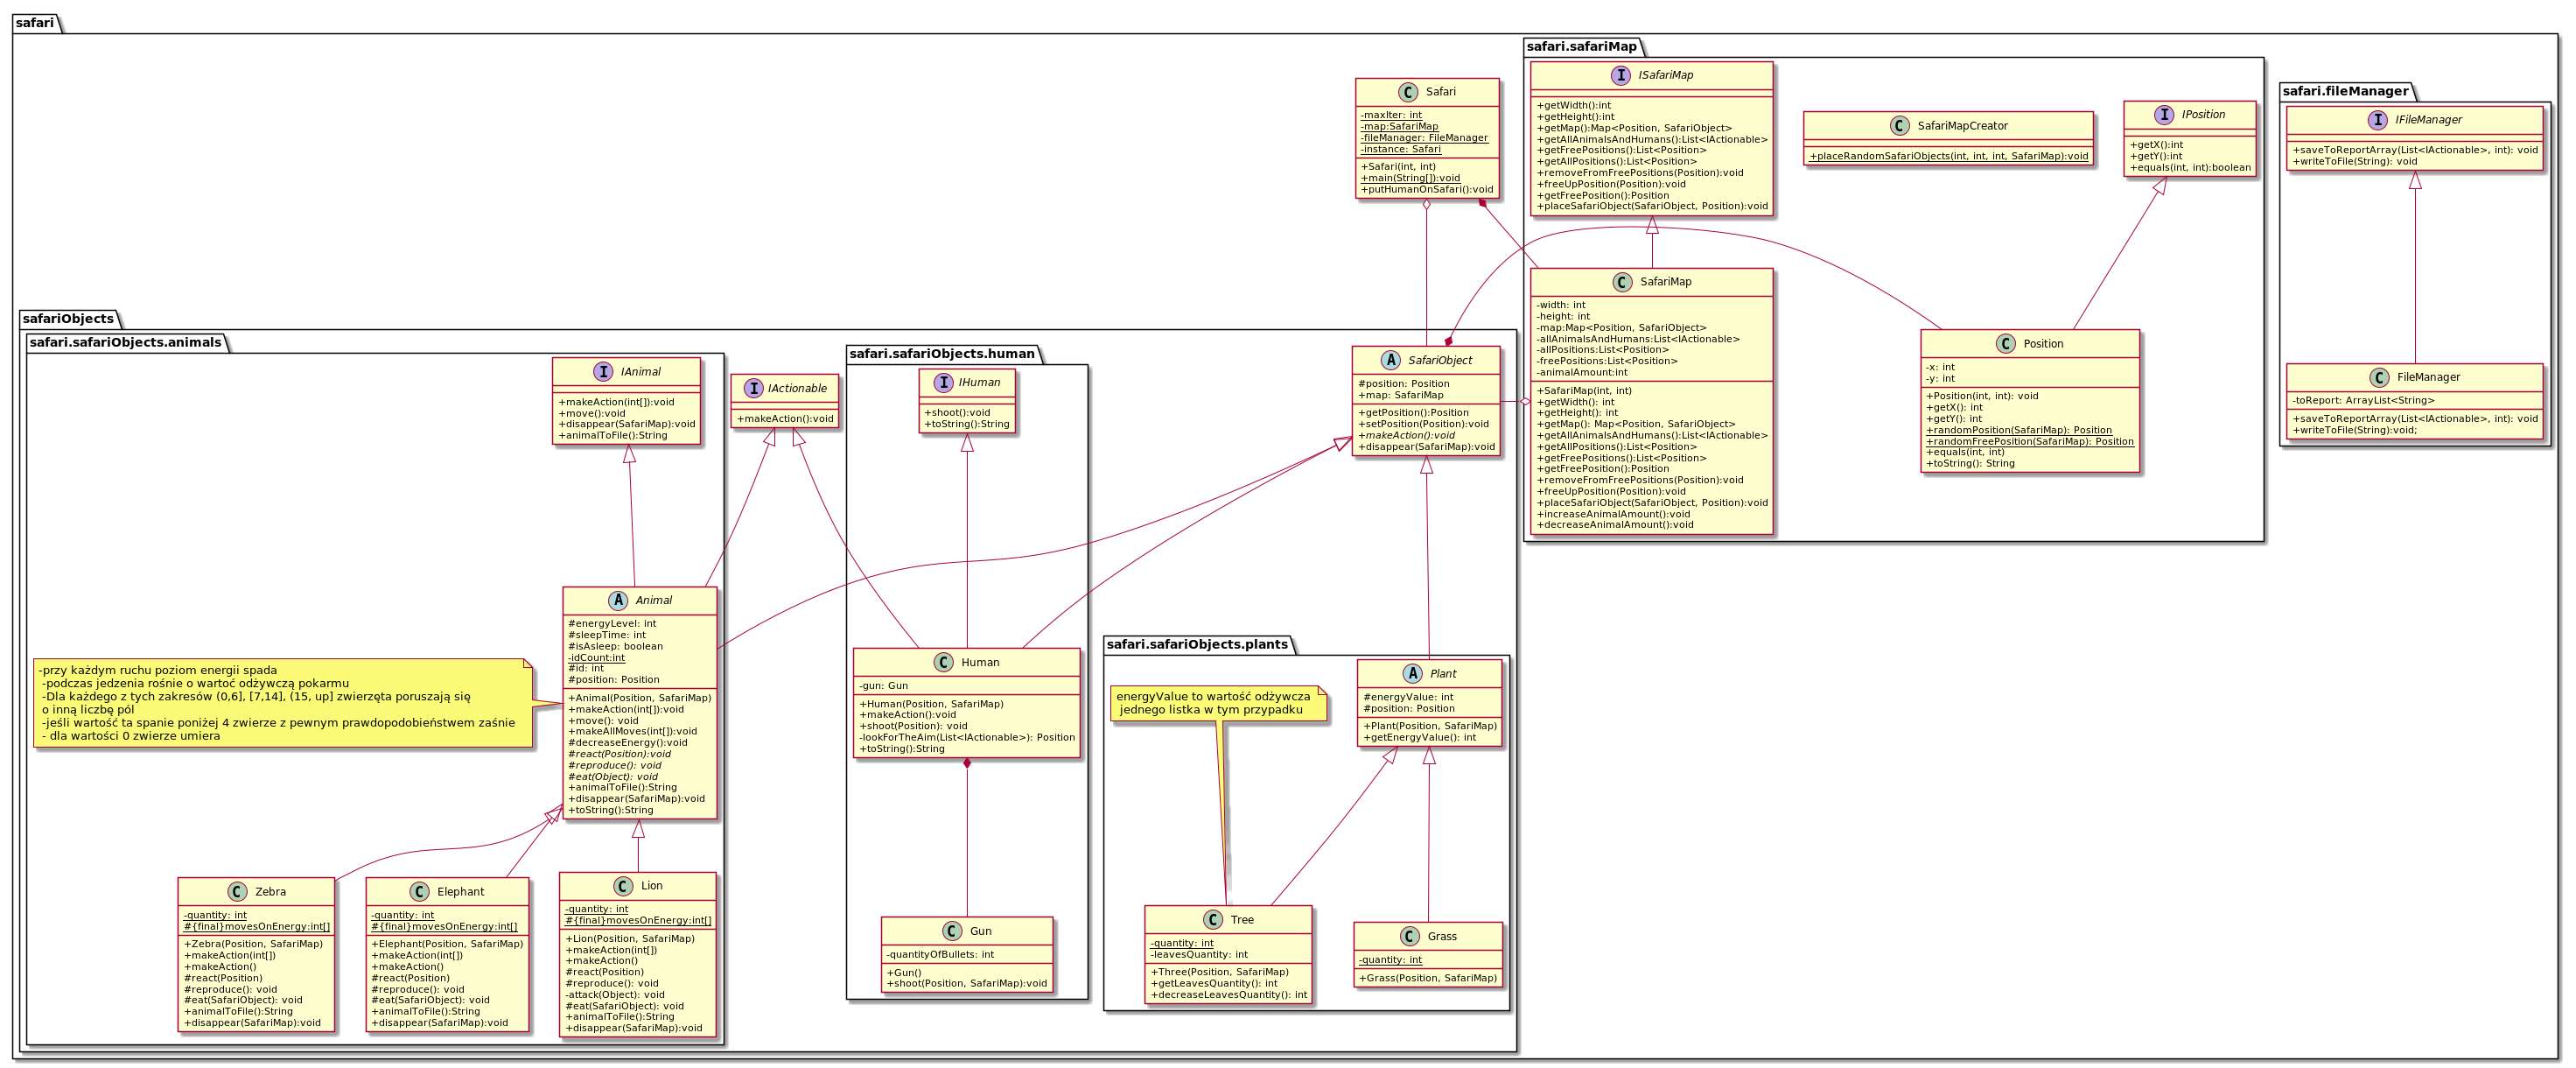 safari
safari.safariMap
safari.fileManager
Safari
-maxIter: int
-map:SafariMap
-fileManager: FileManager
-instance: Safari
+Safari(int, int)
+main(String[]):void
+putHumanOnSafari():void
ISafariMap
+getWidth():int
+getHeight():int
+getMap():Map<Position, SafariObject>
+getAllAnimalsAndHumans():List<IActionable>
+getFreePositions():List<Position>
+getAllPositions():List<Position>
+removeFromFreePositions(Position):void
+freeUpPosition(Position):void
+getFreePosition():Position
+placeSafariObject(SafariObject, Position):void
SafariMapCreator
+placeRandomSafariObjects(int, int, int, SafariMap):void
IPosition
+getX():int
+getY():int
+equals(int, int):boolean
IFileManager
+saveToReportArray(List<IActionable>, int): void
+writeToFile(String): void
SafariMap
-width: int
-height: int
-map:Map<Position, SafariObject>
-allAnimalsAndHumans:List<IActionable>
-allPositions:List<Position>
-freePositions:List<Position>
-animalAmount:int
+SafariMap(int, int)
+getWidth(): int
+getHeight(): int
+getMap(): Map<Position, SafariObject>
+getAllAnimalsAndHumans():List<IActionable>
+getAllPositions():List<Position>
+getFreePositions():List<Position>
+getFreePosition():Position
+removeFromFreePositions(Position):void
+freeUpPosition(Position):void
+placeSafariObject(SafariObject, Position):void
+increaseAnimalAmount():void
+decreaseAnimalAmount():void
Position
-x: int
-y: int
+Position(int, int): void
+getX(): int
+getY(): int
+randomPosition(SafariMap): Position
+randomFreePosition(SafariMap): Position
+equals(int, int)
+toString(): String
FileManager
-toReport: ArrayList<String>
+saveToReportArray(List<IActionable>, int): void
+writeToFile(String):void;
safariObjects
safari.safariObjects.animals
IAnimal
+makeAction(int[]):void
+move():void
+disappear(SafariMap):void
+animalToFile():String
IActionable
+makeAction():void
safari.safariObjects.human
IHuman
+shoot():void
+toString():String
SafariObject
#position: Position
+map: SafariMap
+getPosition():Position
+setPosition(Position):void
+makeAction():void
+disappear(SafariMap):void
Animal
#energyLevel: int
#sleepTime: int
#isAsleep: boolean
-idCount:int
#id: int
#position: Position
+Animal(Position, SafariMap)
+makeAction(int[]):void
+move(): void
+makeAllMoves(int[]):void
#decreaseEnergy():void
#react(Position):void
#reproduce(): void
#eat(Object): void
+animalToFile():String
+disappear(SafariMap):void
+toString():String
-przy każdym ruchu poziom energii spada
-podczas jedzenia rośnie o wartoć odżywczą pokarmu
-Dla każdego z tych zakresów (0,6], [7,14], (15, up] zwierzęta poruszają się
o inną liczbę pól
-jeśli wartość ta spanie poniżej 4 zwierze z pewnym prawdopodobieństwem zaśnie
- dla wartości 0 zwierze umiera
Human
-gun: Gun
+Human(Position, SafariMap)
+makeAction():void
+shoot(Position): void
-lookForTheAim(List<IActionable>): Position
+toString():String
safari.safariObjects.plants
energyValue to wartość odżywcza
jednego listka w tym przypadku
Plant
#energyValue: int
#position: Position
+Plant(Position, SafariMap)
+getEnergyValue(): int
Zebra
-quantity: int
#{final}movesOnEnergy:int[]
+Zebra(Position, SafariMap)
+makeAction(int[])
+makeAction()
#react(Position)
#reproduce(): void
#eat(SafariObject): void
+animalToFile():String
+disappear(SafariMap):void
Elephant
-quantity: int
#{final}movesOnEnergy:int[]
+Elephant(Position, SafariMap)
+makeAction(int[])
+makeAction()
#react(Position)
#reproduce(): void
#eat(SafariObject): void
+animalToFile():String
+disappear(SafariMap):void
Lion
-quantity: int
#{final}movesOnEnergy:int[]
+Lion(Position, SafariMap)
+makeAction(int[])
+makeAction()
#react(Position)
#reproduce(): void
-attack(Object): void
#eat(SafariObject): void
+animalToFile():String
+disappear(SafariMap):void
Gun
-quantityOfBullets: int
+Gun()
+shoot(Position, SafariMap):void
Tree
-quantity: int
-leavesQuantity: int
+Three(Position, SafariMap)
+getLeavesQuantity(): int
+decreaseLeavesQuantity(): int
Grass
-quantity: int
+Grass(Position, SafariMap)